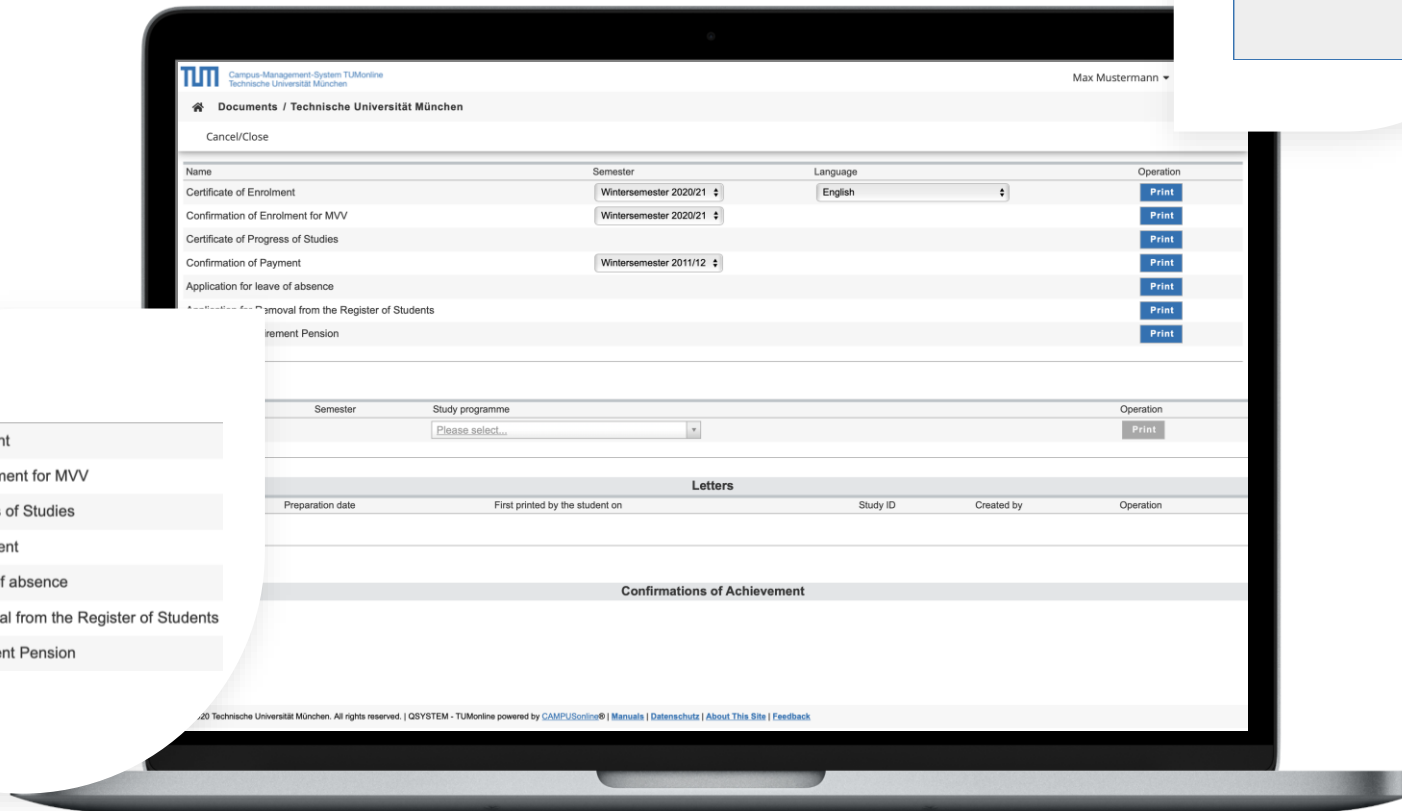 TUM Campus-Management-System TUMonline
Technische Universität München
Max Mustermann
Documents / Technische Universität München
Cancel/Close
Name Semester Language Operation
Certificate of Enrolment Wintersemester 2020/21 English Print
Confirmation of Enrolment for MVV Wintersemester 2020/21 Print
Certificate of Progress of Studies Print
Confirmation of Payment Wintersemester 2011/12 Print
Application for leave of absence Print
Removal from the Register of Students Print
Pension Print
Semester Study programme Operation
Please select... Print
Letters
Preparation date First printed by the student on Study ID Created by Operation
Confirmations of Achievement
Technische Universität München. All rights reserved. | QSYSTEM - TUMonline powered by CAMPUSonline® | Manuals | Datenschutz | About This Site | Feedback
for MVV
of Studies
absence
from the Register of Students
Pension